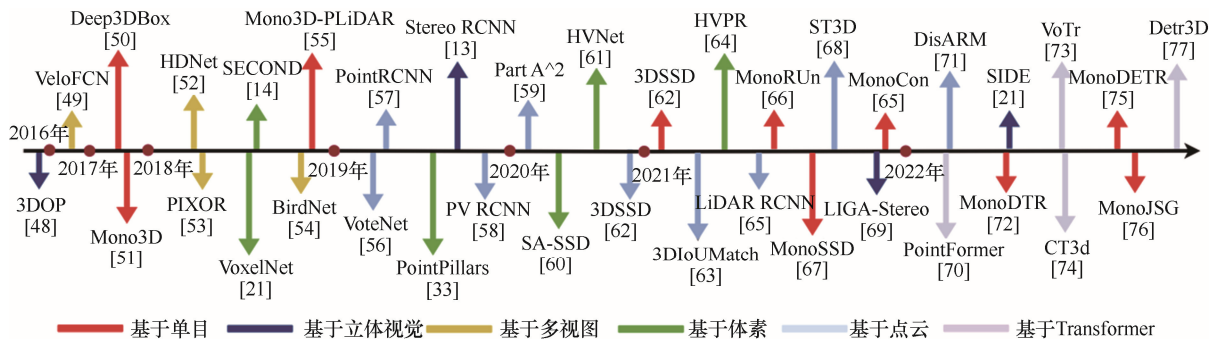 Deep3DBox
[50]
Mono3D-PLiDAR
[55]
Stereo RCNN
[13]
HVNet
[61]
HVPR
[64]
ST3D
[68]
DisARM
[71]
VoTr
[73]
Detr3D
[77]
VeloFCN
[49]
HDNet
[52]
SECOND
[14]
PointRCNN
[57]
Part A^2
[59]
3DSSD
[62]
MonoRUn
[66]
MonoCon
[65]
SIDE
[21]
MonoDETR
[75]
2016年
2017年
2018年
2019年
2020年
2021年
2022年
3DOP
[48]
Mono3D
[51]
PIXOR
[53]
VoxelNet
[21]
BirdNet
[54]
VoteNet
[56]
PointPillars
[33]
PV RCNN
[58]
SA-SSD
[60]
3DSSD
[62]
3DIoUMatch
[63]
LiDAR RCNN
[65]
MonoSSD
[67]
LIGA-Stereo
[69]
PointFormer
[70]
MonoDTR
[72]
CT3d
[74]
MonoJSG
[76]
基于单目
基于立体视觉
基于多视图
基于体素
基于点云
基于Transformer